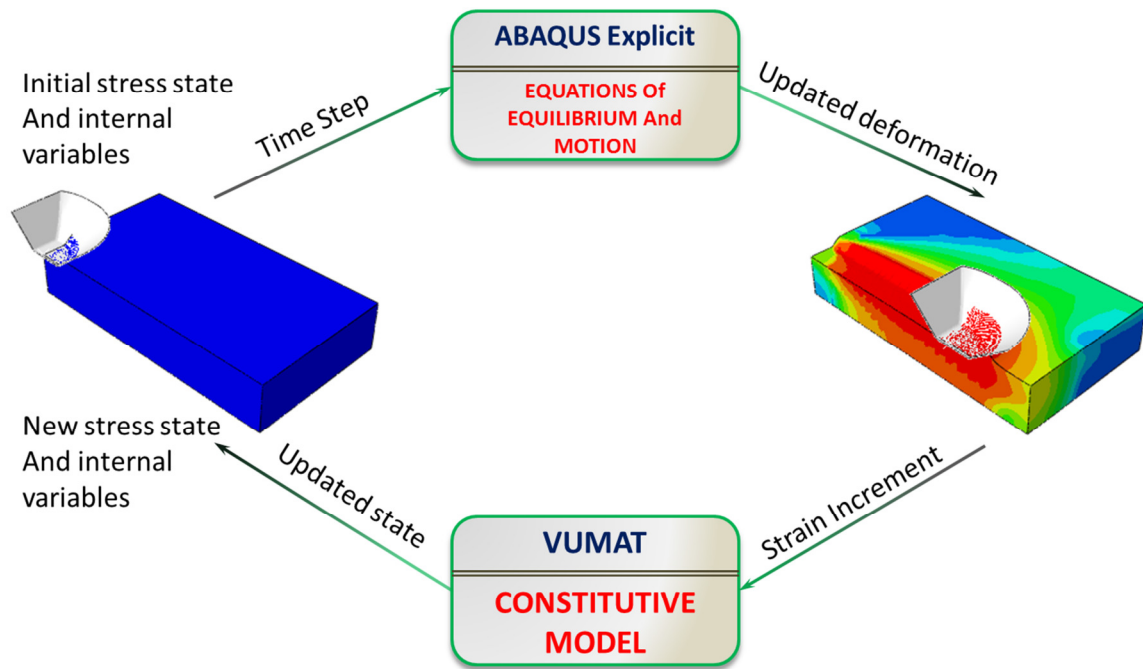 ABAQUS Explicit
EQUATIONS Of
EQUILIBRIUM And
MOTION
Initial stress state
And internal
variables
Time Step
Updated deformation
New stress state
And internal
variables
Updated state
Strain Increment
VUMAT
CONSTITUTIVE
MODEL